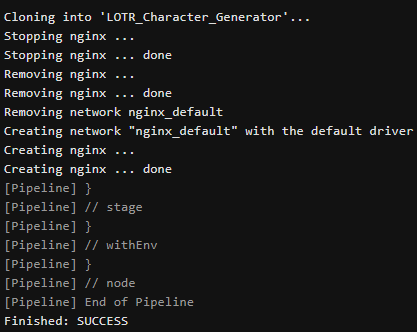 Cloning into 'LOTR_Character_Generator'...
Stopping nginx ...
Stopping nginx ... done
Removing nginx ...
Removing nginx ... done
Removing network nginx_default
Creating network "nginx_default" with the default driver
Creating nginx ...
Creating nginx ... done
[Pipeline] }
[Pipeline] // stage
[Pipeline] }
[Pipeline] // withEnv
[Pipeline] }
[Pipeline] // node
[Pipeline] End of Pipeline
Finished: SUCCESS